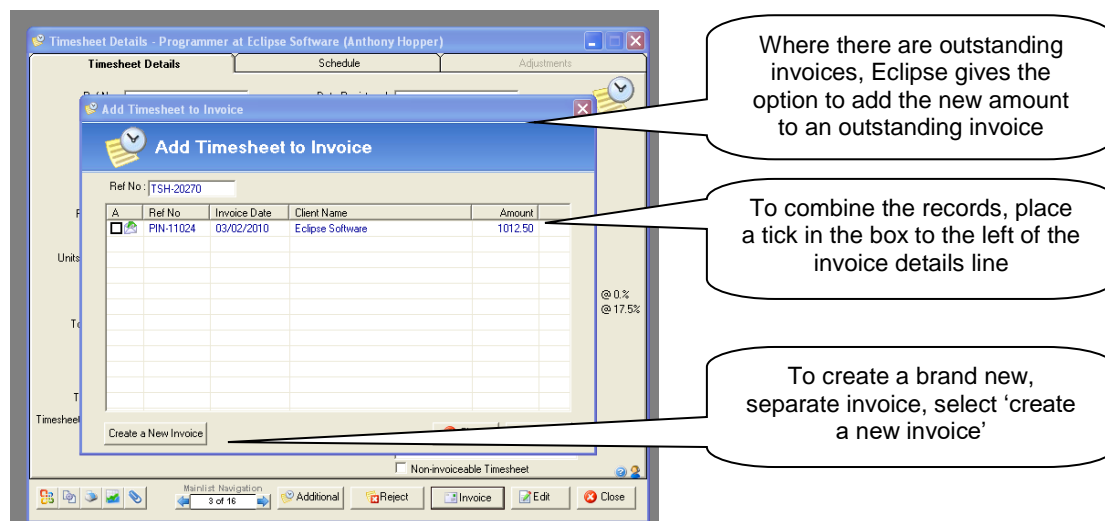 Timesheet Details - Programmer at Eclipse Software (Anthony Hopper)
Timesheet Details Schedule Adjustments
Add Timesheet to Invoice
Add Timesheet to Invoice
Ref No : TSH-20270
A Ref No Invoice Date Client Name Amount
PIN-11024 03/02/2010 Eclipse Software 1012.50
Units
@ 0.%
@ 17.5%
Timesheet
Create a New Invoice
Non-invoiceable Timesheet
Mainlist Navigation
3 of 16
Additional Reject Invoice Edit Close
Where there are outstanding
invoices, Eclipse gives the
option to add the new amount
to an outstanding invoice
To combine the records, place
a tick in the box to the left of the
invoice details line
To create a brand new,
separate invoice, select ‘create
a new invoice’